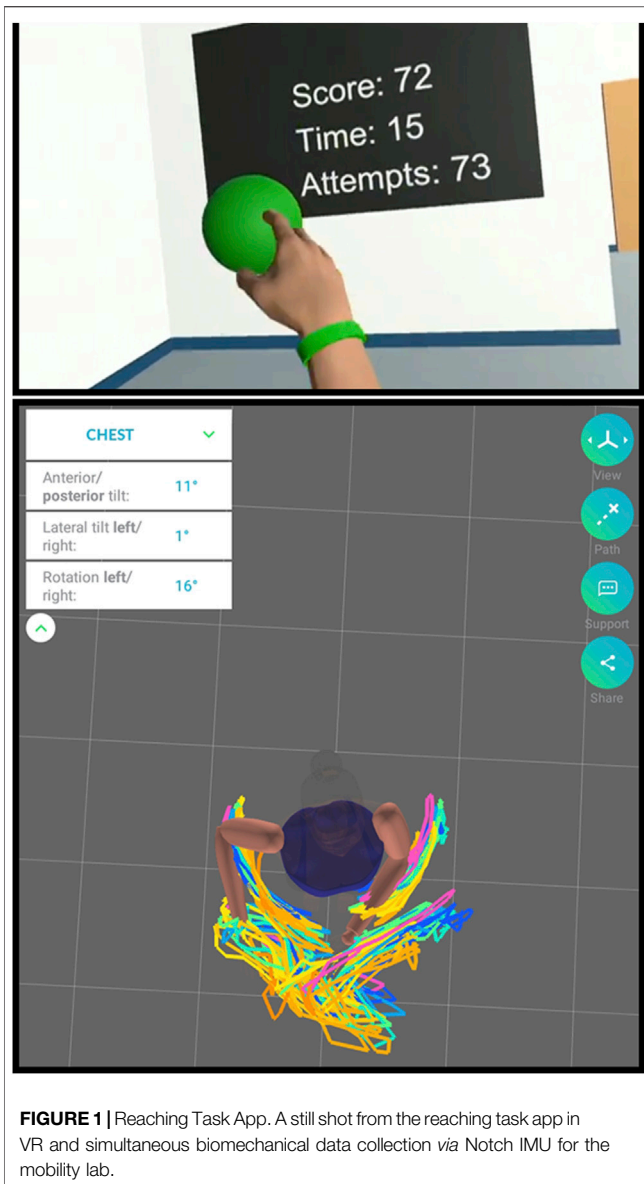 Score: 72
Time: 15
Attempts: 73
CHEST
Anterior/
posterior tilt:
11°
Lateral tilt left/
right:
1°
Rotation left/
right:
16°
View
Path
Support
Share
FIGURE 1 | Reaching Task App. A still shot from the reaching task app in
VR and simultaneous biomechanical data collection via Notch IMU for the
mobility lab.